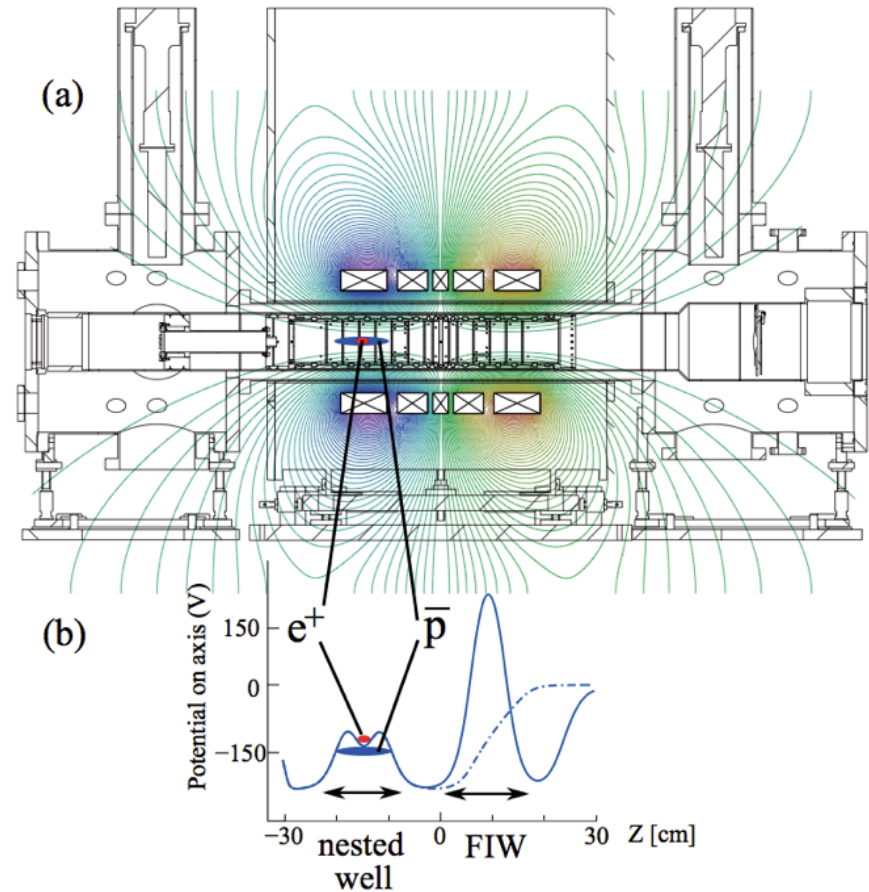 (a)
(b)
Potential on axis (V)
150
0
−150
e+
p̅
−30
0
30
Z [cm]
nested
well
FIW